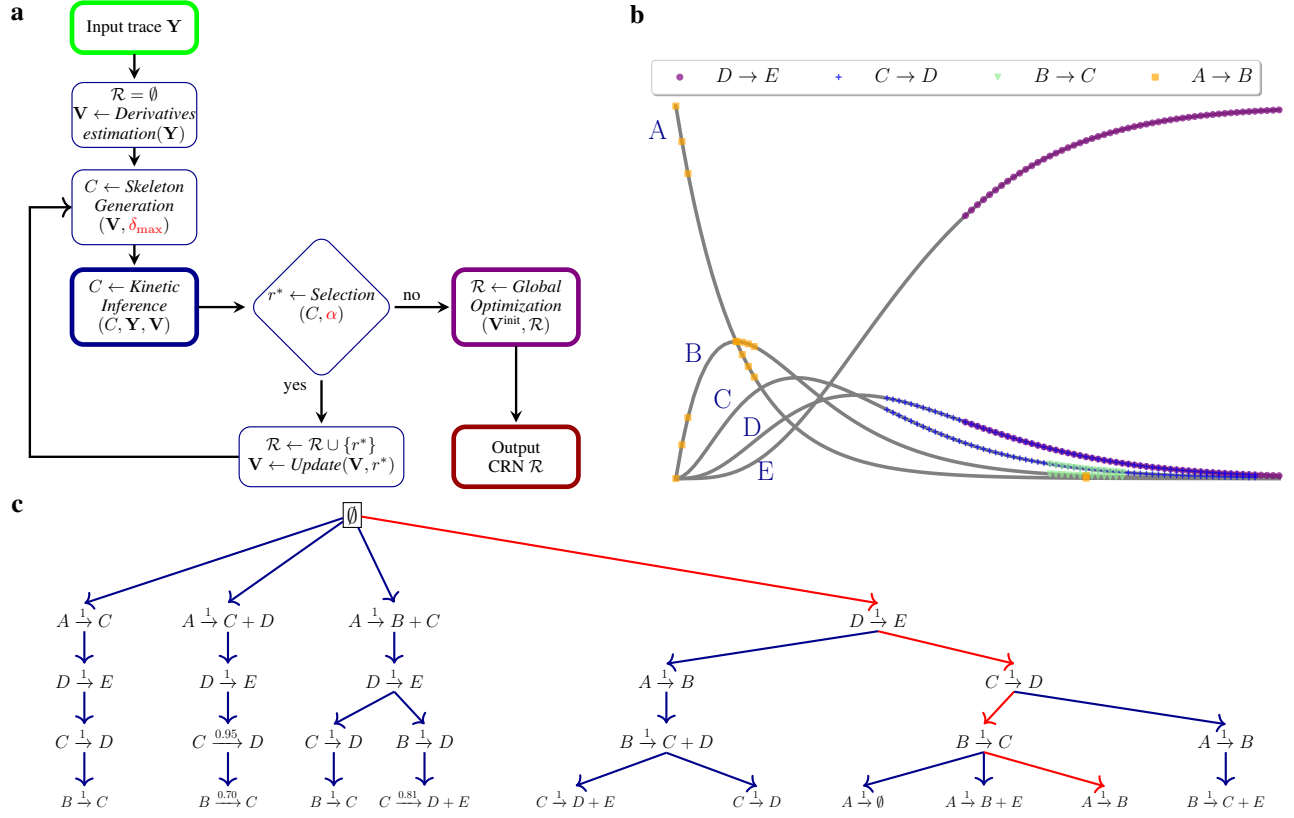 a
Input trace Y
ℛ = ∅
V ← Derivatives
estimation(Y)
C ← Skeleton
Generation
(V, δmax)
C ← Kinetic
Inference
(C, Y, V)
r* ← Selection
(C, α)
no
yes
ℛ ← Global
Optimization
(V^init, ℛ)
ℛ ← ℛ ∪ {r*}
V ← Update(V, r*)
Output
CRN ℛ
b
D → E C → D B → C A → B
A
B
C
D
E
c
∅
A →^1 C A →^1 C + D A →^1 B + C D →^1 E
D →^1 E D →^1 E D →^1 E A →^1 B C →^1 D
C →^1 D C →^0.95 D C →^1 D B →^1 D B →^1 C + D B →^1 C A →^1 B
B →^1 C B →^0.70 C B →^1 C C →^0.81 D + E C →^1 D + E C →^1 D A →^1 ∅ A →^1 B + E A →^1 B B →^1 C + E